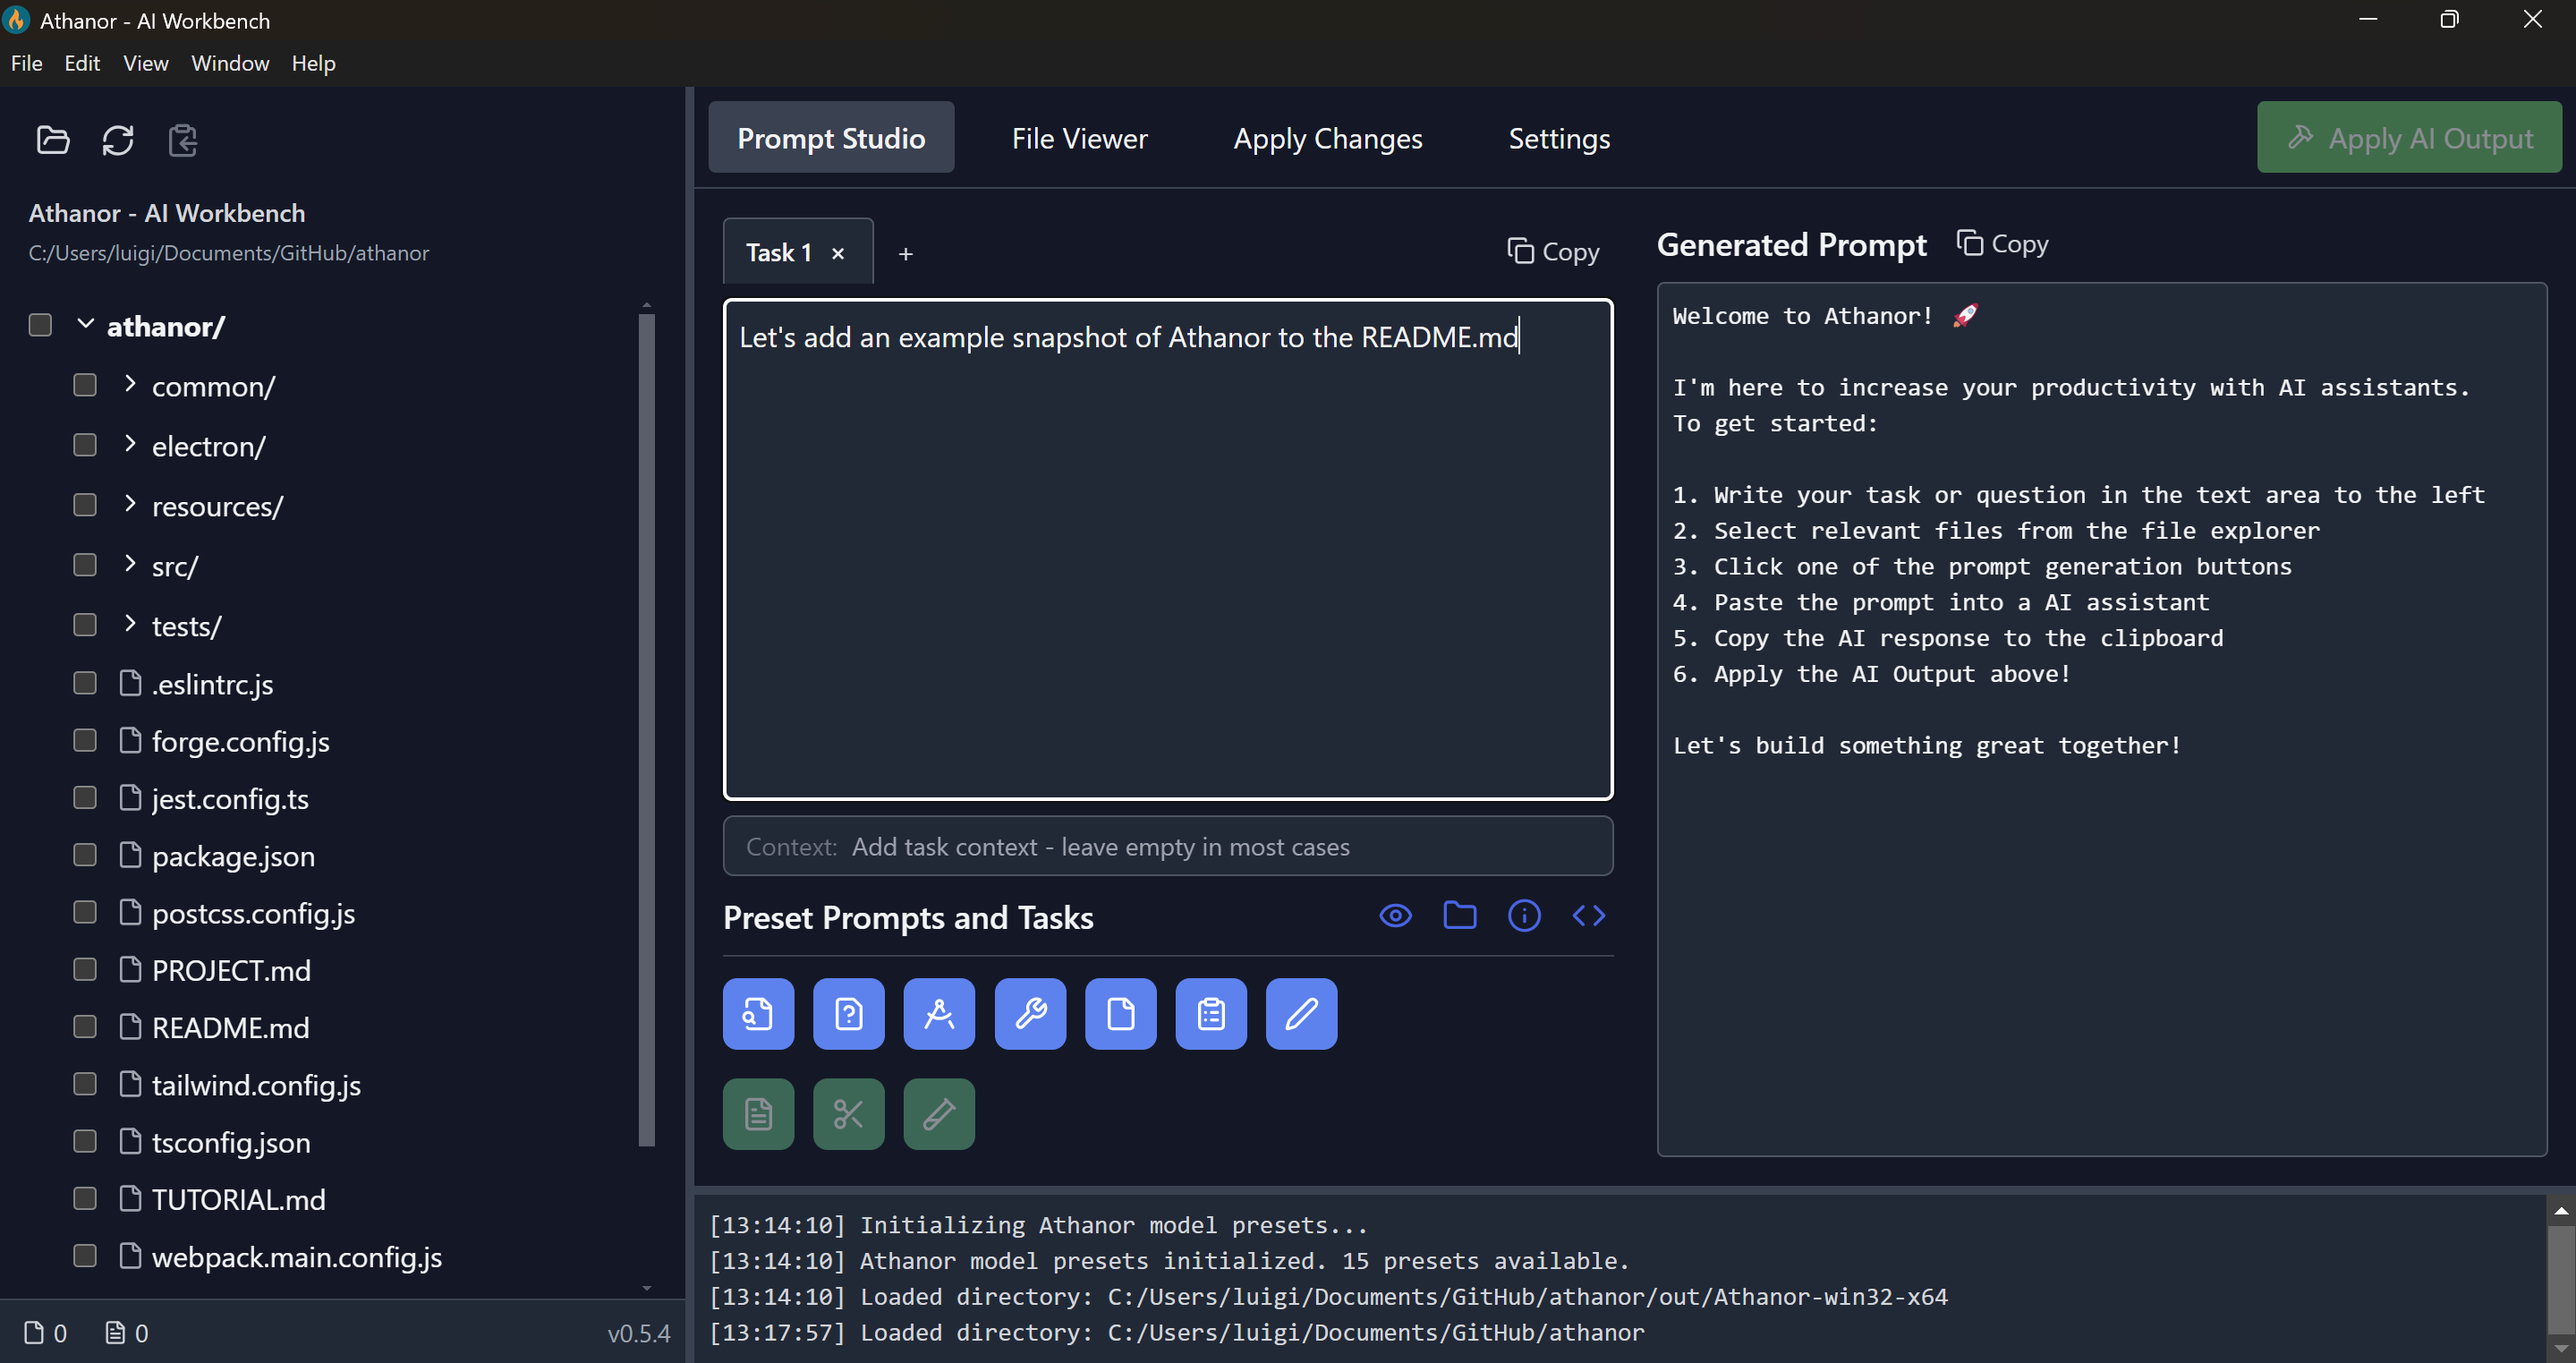 Athanor - AI Workbench
File Edit View Window Help
Athanor - AI Workbench
C:/Users/luigi/Documents/GitHub/athanor
athanor/
common/
electron/
resources/
src/
tests/
.eslintrc.js
forge.config.js
jest.config.ts
package.json
postcss.config.js
PROJECT.md
README.md
tailwind.config.js
tsconfig.json
TUTORIAL.md
webpack.main.config.js
0 0 v0.5.4
Prompt Studio File Viewer Apply Changes Settings Apply AI Output
Task 1 × + Copy
Let's add an example snapshot of Athanor to the README.md
Context: Add task context - leave empty in most cases
Preset Prompts and Tasks
Generated Prompt Copy
Welcome to Athanor! 🚀
I'm here to increase your productivity with AI assistants.
To get started:
1. Write your task or question in the text area to the left
2. Select relevant files from the file explorer
3. Click one of the prompt generation buttons
4. Paste the prompt into a AI assistant
5. Copy the AI response to the clipboard
6. Apply the AI Output above!
Let's build something great together!
[13:14:10] Initializing Athanor model presets...
[13:14:10] Athanor model presets initialized. 15 presets available.
[13:14:10] Loaded directory: C:/Users/luigi/Documents/GitHub/athanor/out/Athanor-win32-x64
[13:17:57] Loaded directory: C:/Users/luigi/Documents/GitHub/athanor